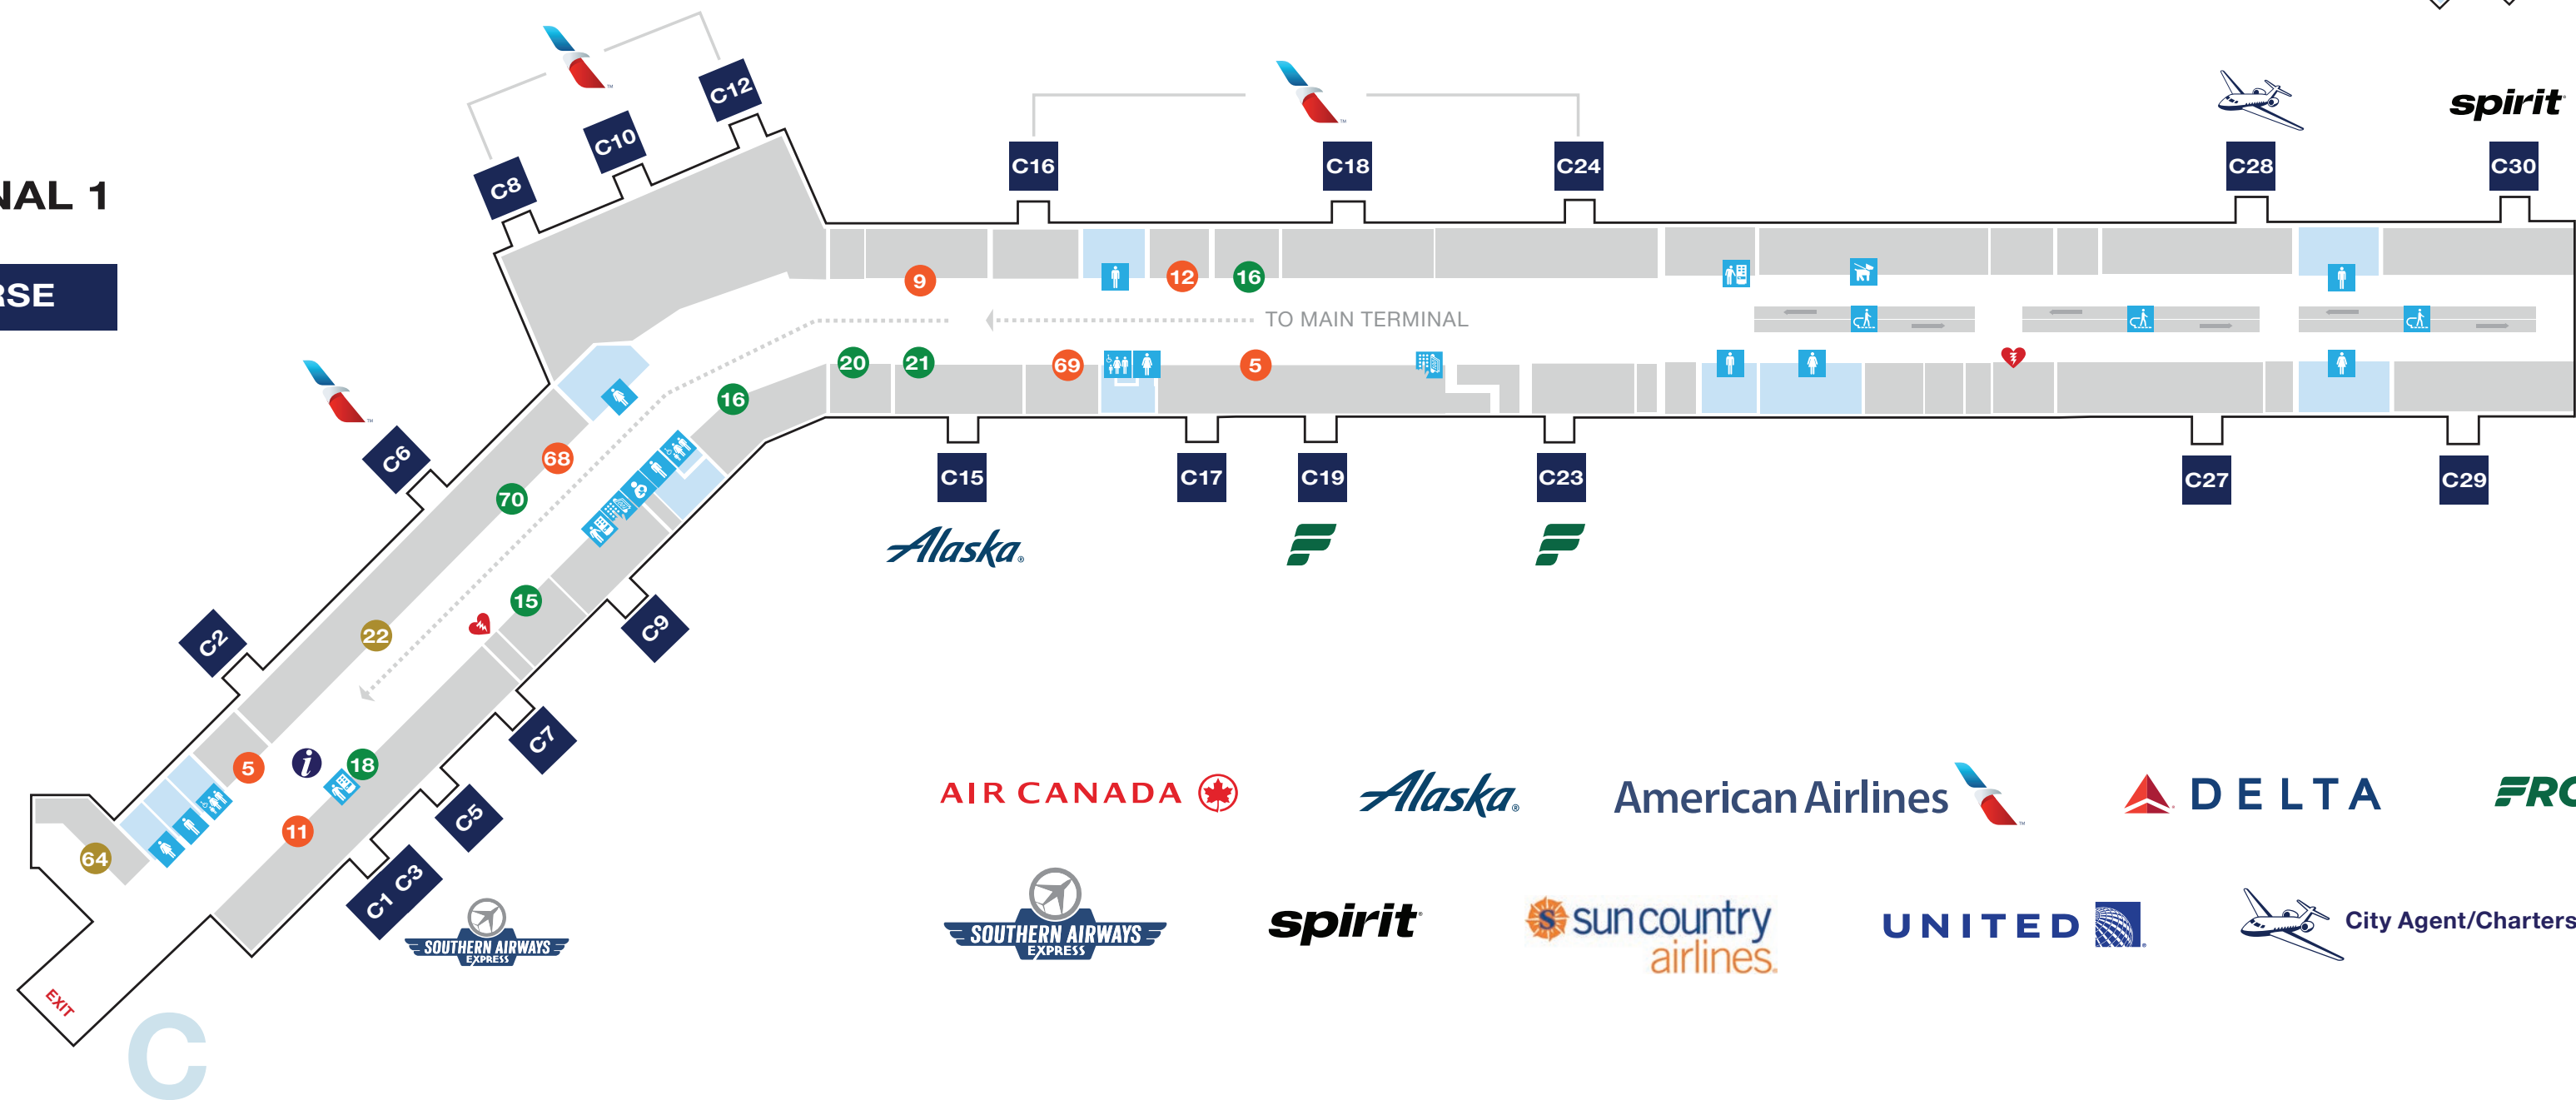 NAL 1
RSE
C12
C10
C8
C16
C18
C24
C28
spirit
C30
9
12
16
TO MAIN TERMINAL
20
21
69
5
16
68
70
C6
C15
C17
C19
C23
C27
C29
Alaska®
15
22
C2
C9
C7
5
i
18
11
64
C5
C1 C3
SOUTHERN AIRWAYS
EXPRESS
EXIT
C
AIR CANADA
Alaska®
American Airlines™
DELTA
FRO
SOUTHERN AIRWAYS
EXPRESS
spirit
sun country
airlines®
UNITED
City Agent/Charters